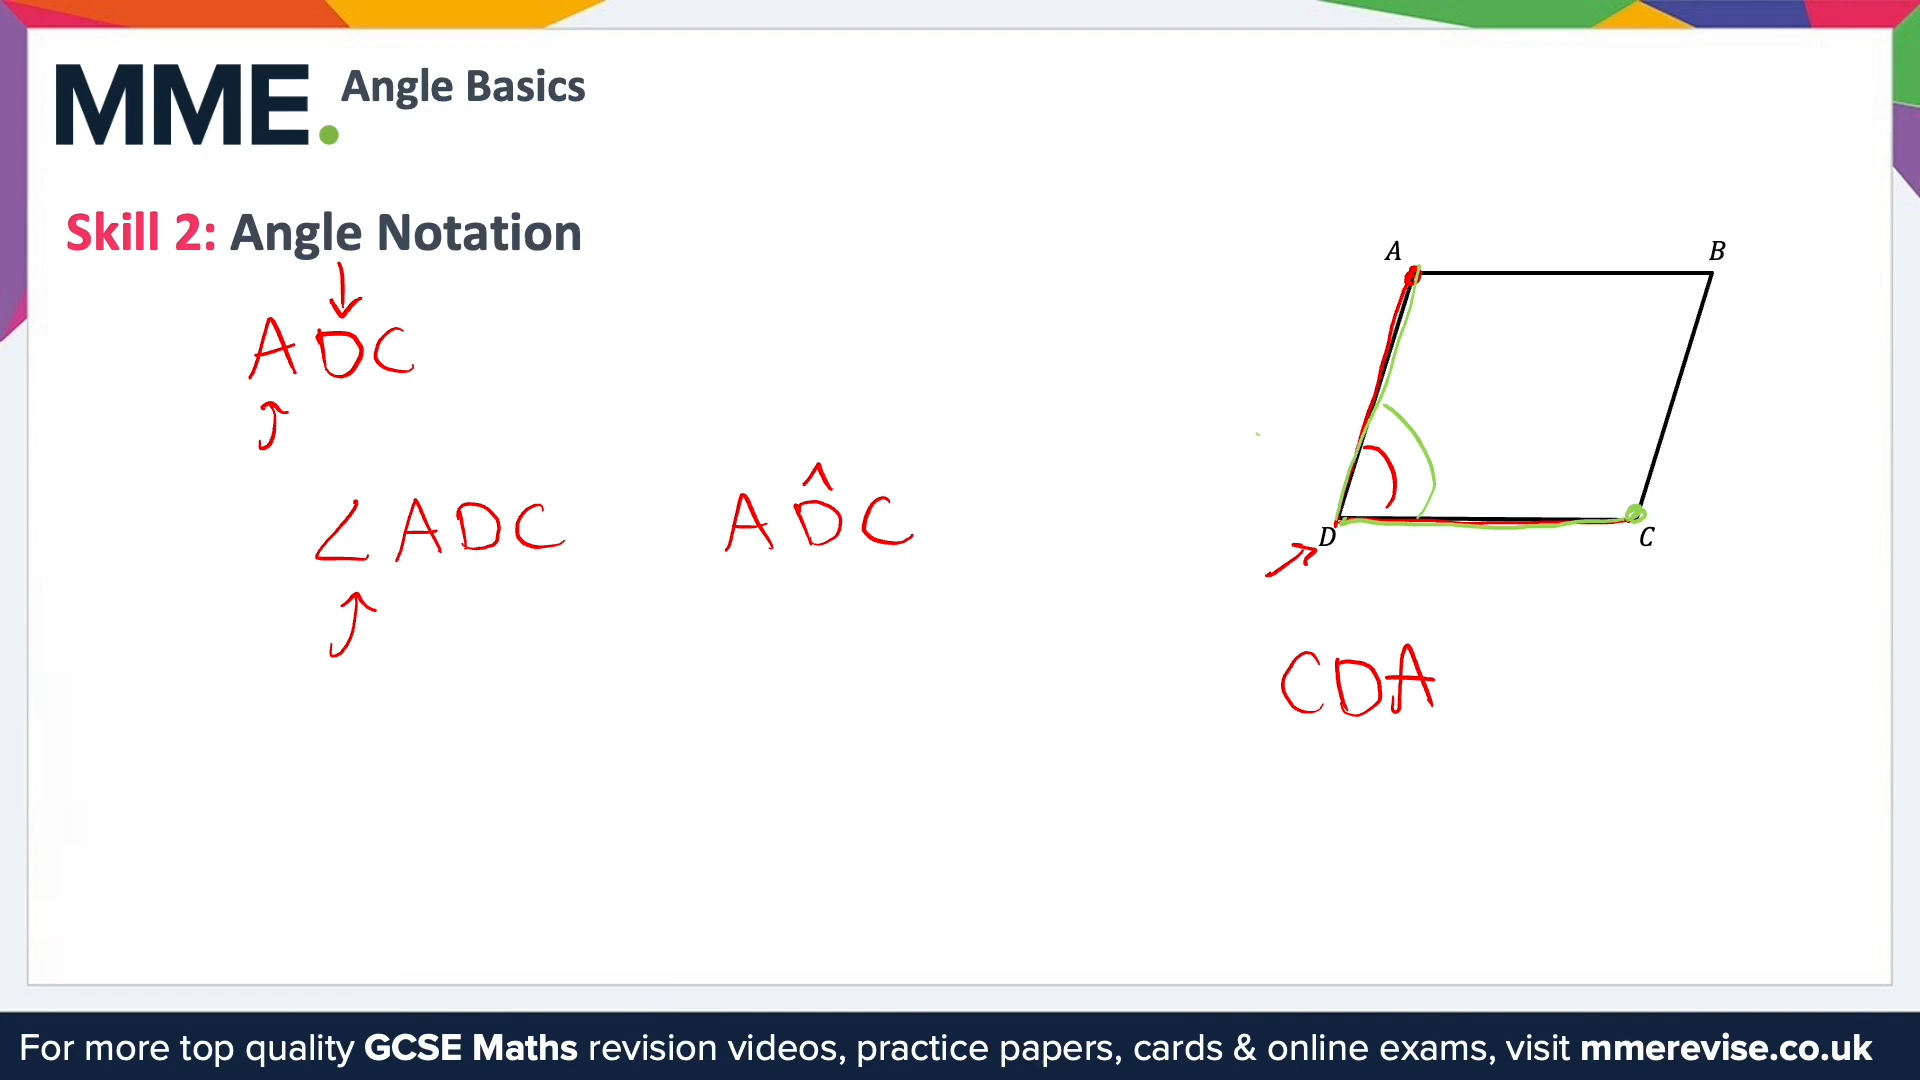 MME. Angle Basics
Skill 2: Angle Notation
A B
ADC
∠ADC AD̂C
D C
CDA
For more top quality GCSE Maths revision videos, practice papers, cards & online exams, visit mmerevise.co.uk